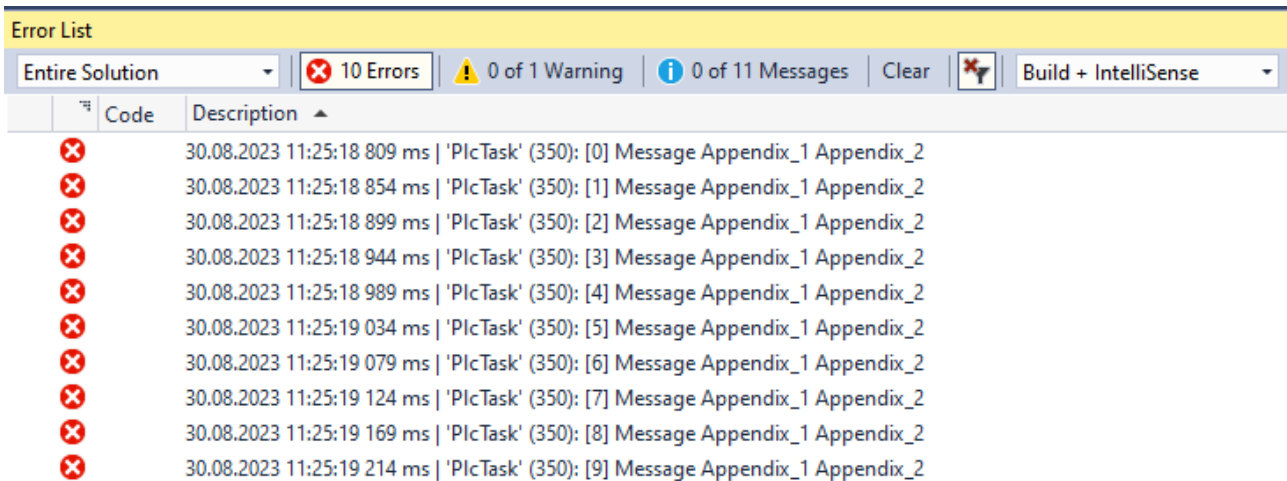 Error List
Entire Solution 10 Errors 0 of 1 Warning 0 of 11 Messages Clear Build + IntelliSense
Code Description
30.08.2023 11:25:18 809 ms | 'PlcTask' (350): [0] Message Appendix_1 Appendix_2
30.08.2023 11:25:18 854 ms | 'PlcTask' (350): [1] Message Appendix_1 Appendix_2
30.08.2023 11:25:18 899 ms | 'PlcTask' (350): [2] Message Appendix_1 Appendix_2
30.08.2023 11:25:18 944 ms | 'PlcTask' (350): [3] Message Appendix_1 Appendix_2
30.08.2023 11:25:18 989 ms | 'PlcTask' (350): [4] Message Appendix_1 Appendix_2
30.08.2023 11:25:19 034 ms | 'PlcTask' (350): [5] Message Appendix_1 Appendix_2
30.08.2023 11:25:19 079 ms | 'PlcTask' (350): [6] Message Appendix_1 Appendix_2
30.08.2023 11:25:19 124 ms | 'PlcTask' (350): [7] Message Appendix_1 Appendix_2
30.08.2023 11:25:19 169 ms | 'PlcTask' (350): [8] Message Appendix_1 Appendix_2
30.08.2023 11:25:19 214 ms | 'PlcTask' (350): [9] Message Appendix_1 Appendix_2